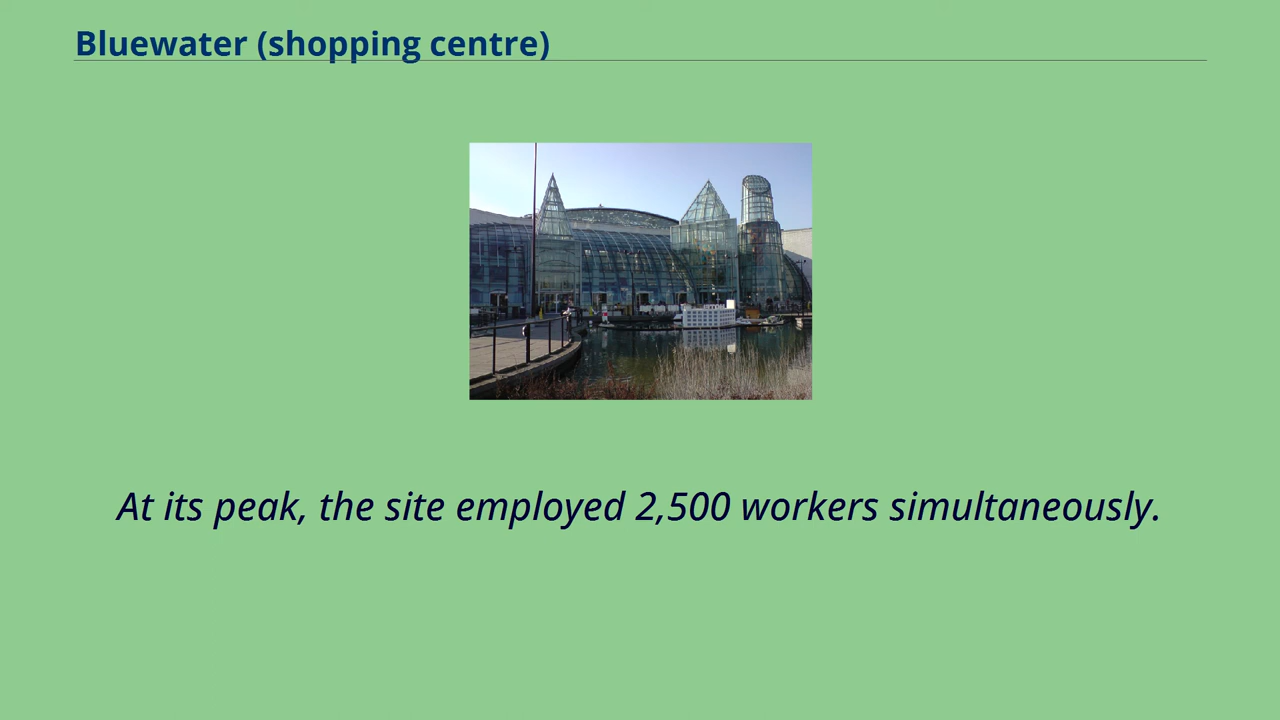 Bluewater (shopping centre)
At its peak, the site employed 2,500 workers simultaneously.